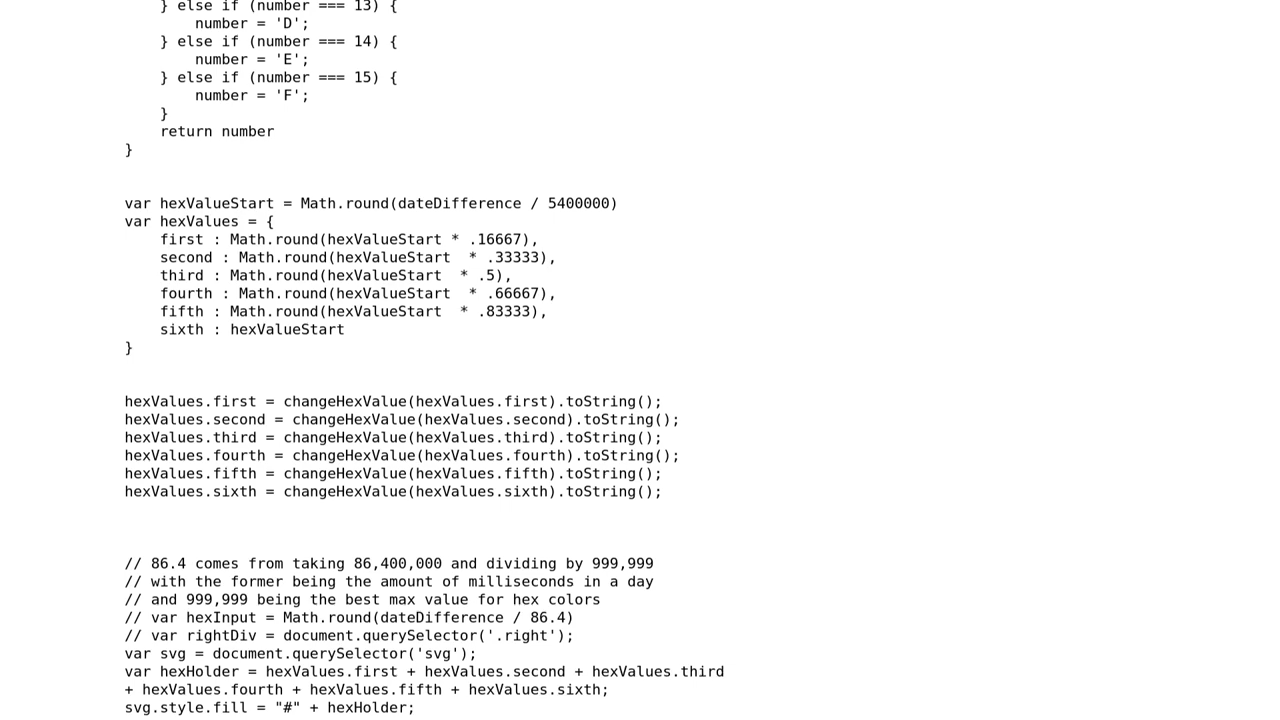 } else if (number === 13) {
number = 'D';
} else if (number === 14) {
number = 'E';
} else if (number === 15) {
number = 'F';
}
return number
}
var hexValueStart = Math.round(dateDifference / 5400000)
var hexValues = {
first : Math.round(hexValueStart * .16667),
second : Math.round(hexValueStart  * .33333),
third : Math.round(hexValueStart  * .5),
fourth : Math.round(hexValueStart  * .66667),
fifth : Math.round(hexValueStart  * .83333),
sixth : hexValueStart
}
hexValues.first = changeHexValue(hexValues.first).toString();
hexValues.second = changeHexValue(hexValues.second).toString();
hexValues.third = changeHexValue(hexValues.third).toString();
hexValues.fourth = changeHexValue(hexValues.fourth).toString();
hexValues.fifth = changeHexValue(hexValues.fifth).toString();
hexValues.sixth = changeHexValue(hexValues.sixth).toString();
// 86.4 comes from taking 86,400,000 and dividing by 999,999
// with the former being the amount of milliseconds in a day
// and 999,999 being the best max value for hex colors
// var hexInput = Math.round(dateDifference / 86.4)
// var rightDiv = document.querySelector('.right');
var svg = document.querySelector('svg');
var hexHolder = hexValues.first + hexValues.second + hexValues.third
+ hexValues.fourth + hexValues.fifth + hexValues.sixth;
svg.style.fill = "#" + hexHolder;